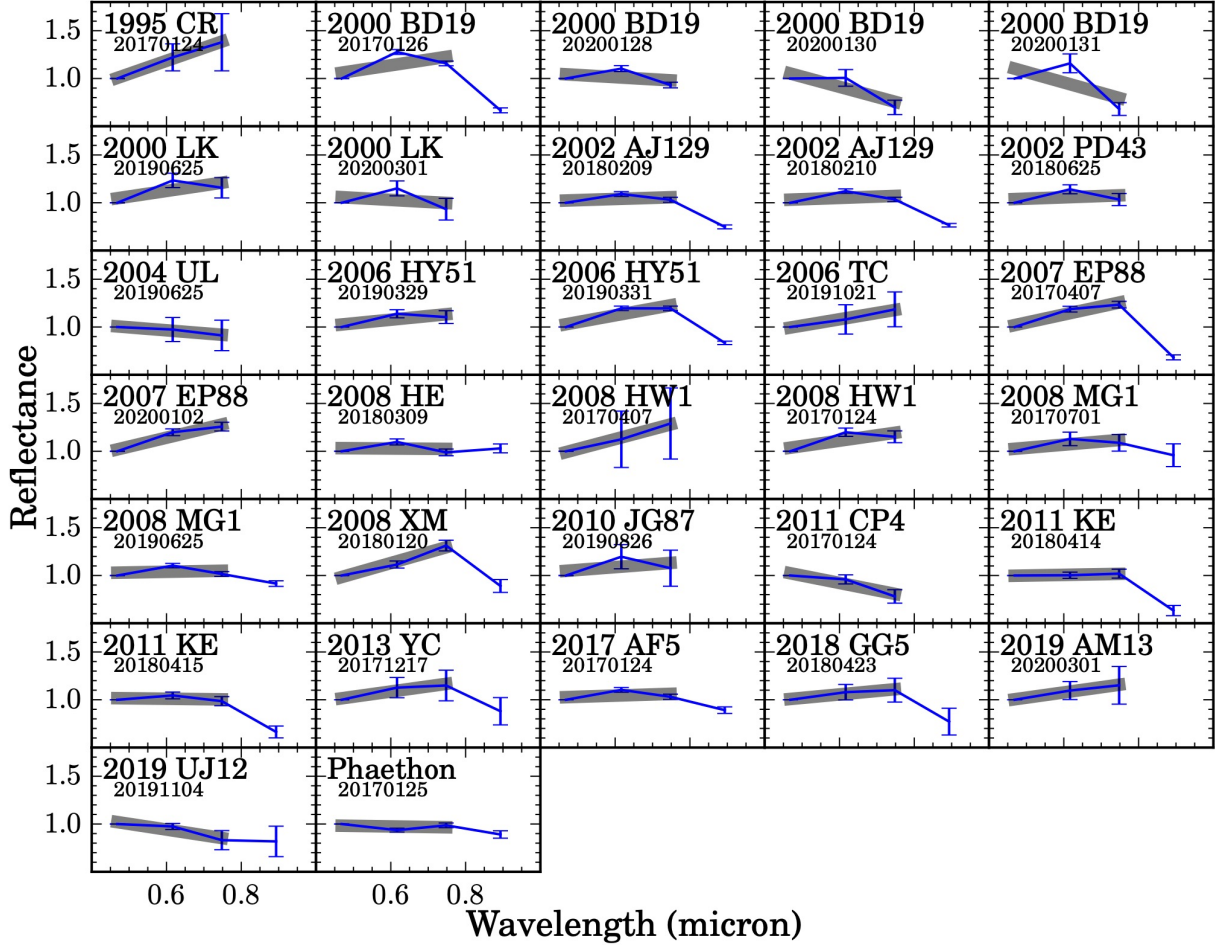 1995 CR
20170124
2000 BD19
20170126
2000 BD19
20200128
2000 BD19
20200130
2000 BD19
20200131
1.5
1.0
2000 LK
20190625
2000 LK
20200301
2002 AJ129
20180209
2002 AJ129
20180210
2002 PD43
20180625
1.5
1.0
2004 UL
20190625
2006 HY51
20190329
2006 HY51
20190331
2006 TC
20191021
2007 EP88
20170407
1.5
1.0
2007 EP88
20200102
2008 HE
20180309
2008 HW1
20170407
2008 HW1
20170124
2008 MG1
20170701
1.5
1.0
2008 MG1
20190625
2008 XM
20180120
2010 JG87
20190826
2011 CP4
20170124
2011 KE
20180414
1.5
1.0
2011 KE
20180415
2013 YC
20171217
2017 AF5
20170124
2018 GG5
20180423
2019 AM13
20200301
1.5
1.0
2019 UJ12
20191104
Phaethon
20170125
1.5
1.0
0.6 0.8 0.6 0.8
Reflectance
Wavelength (micron)